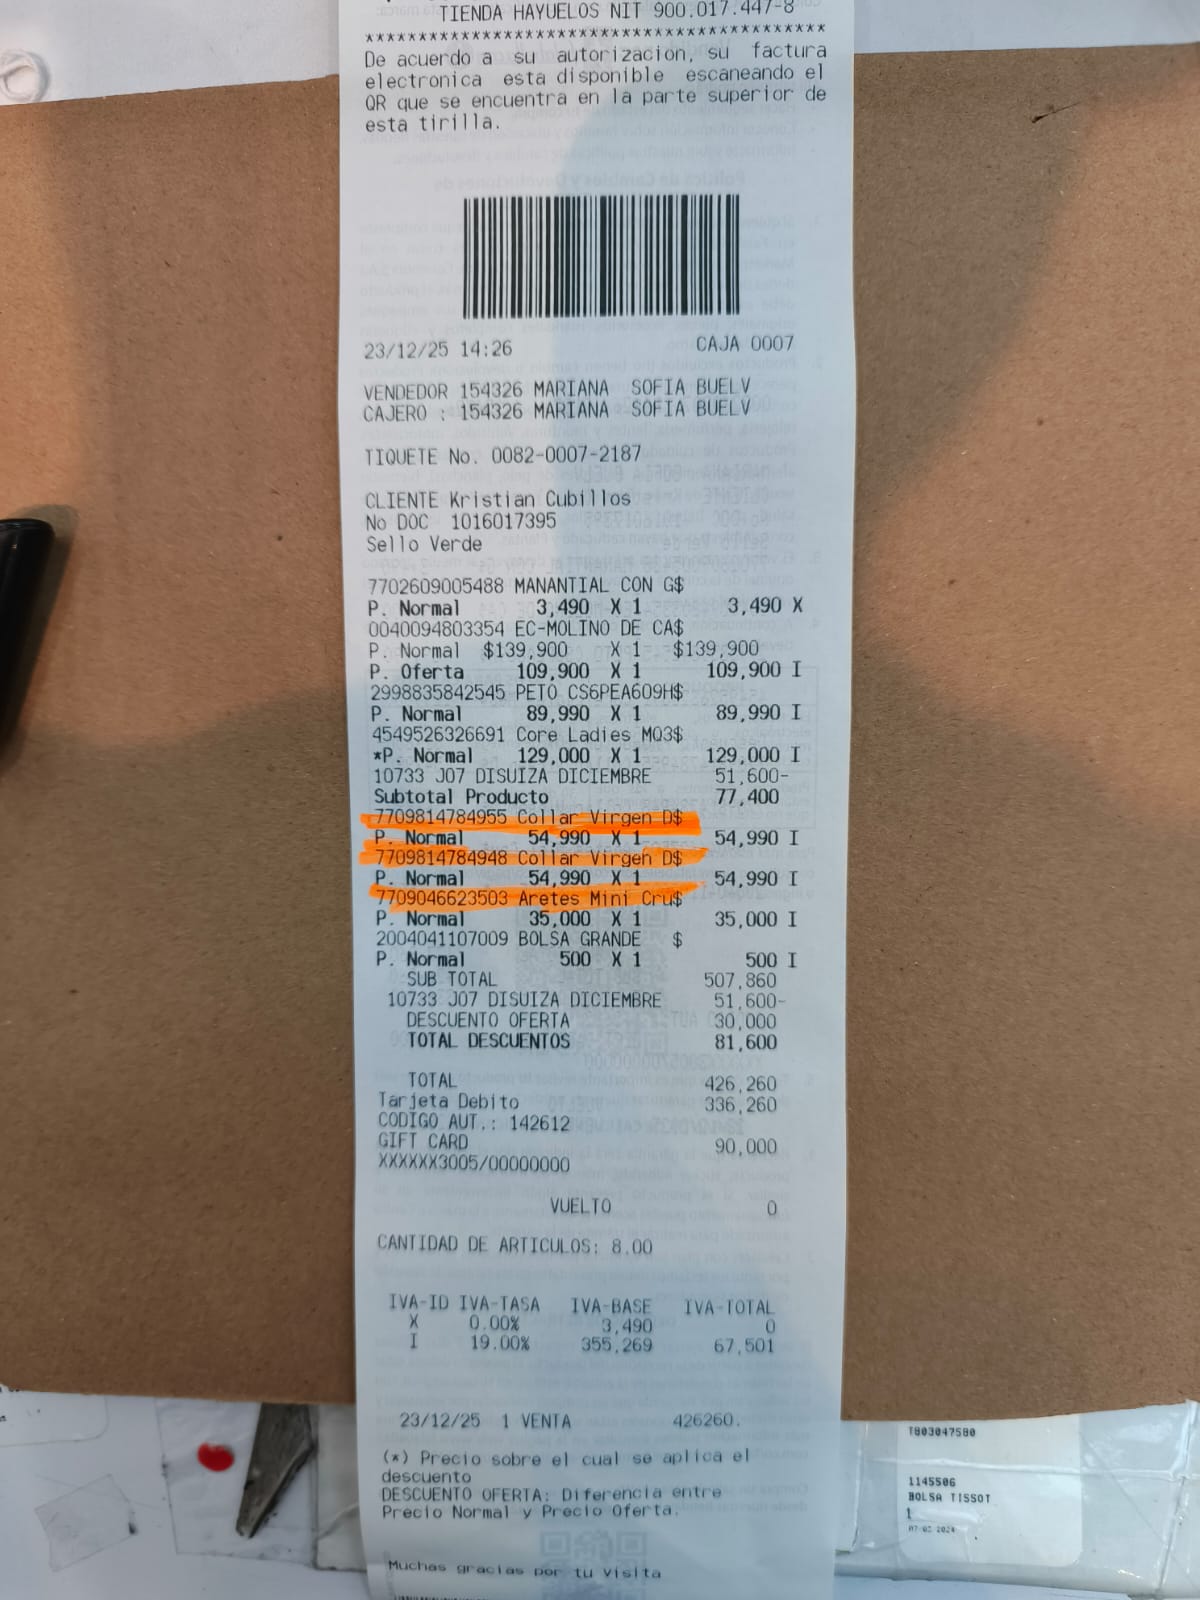 TIENDA HAYUELOS NIT 900.017.447-8
****************************************
De acuerdo a su autorizacion, su factura
electronica esta disponible escaneando el
QR que se encuentra en la parte superior de
esta tirilla.
23/12/25 14:26 CAJA 0007
VENDEDOR 154326 MARIANA SOFIA BUELV
CAJERO : 154326 MARIANA SOFIA BUELV
TIQUETE No. 0082-0007-2187
CLIENTE Kristian Cubillos
No DOC 1016017395
Sello Verde
7702609005488 MANANTIAL CON G$
P. Normal 3,490 X 1 3,490 X
0040094803354 EC-MOLINO DE CA$
P. Normal $139,900 X 1 $139,900
P. Oferta 109,900 X 1 109,900 I
2998835842545 PETO CS6PEA609H$
P. Normal 89,990 X 1 89,990 I
4549526326691 Core Ladies MQ3$
*P. Normal 129,000 X 1 129,000 I
10733 J07 DISUIZA DICIEMBRE 51,600-
Subtotal Producto 77,400
7709814784955 Collar Virgen D$
P. Normal 54,990 X 1 54,990 I
7709814784948 Collar Virgen D$
P. Normal 54,990 X 1 54,990 I
7709046623503 Aretes Mini Cru$
P. Normal 35,000 X 1 35,000 I
2004041107009 BOLSA GRANDE $
P. Normal 500 X 1 500 I
SUB TOTAL 507,860
10733 J07 DISUIZA DICIEMBRE 51,600-
DESCUENTO OFERTA 30,000
TOTAL DESCUENTOS 81,600
TOTAL 426,260
Tarjeta Debito 336,260
CODIGO AUT.: 142612
GIFT CARD 90,000
XXXXXX3005/00000000
VUELTO 0
CANTIDAD DE ARTICULOS: 8.00
IVA-ID IVA-TASA IVA-BASE IVA-TOTAL
X 0.00% 3,490 0
I 19.00% 355,269 67,501
23/12/25 1 VENTA 426260.
(*) Precio sobre el cual se aplica el
descuento
DESCUENTO OFERTA: Diferencia entre
Precio Normal y Precio Oferta.
Muchas gracias por tu visita
T803047580
1145506
BOLSA TISSOT
1